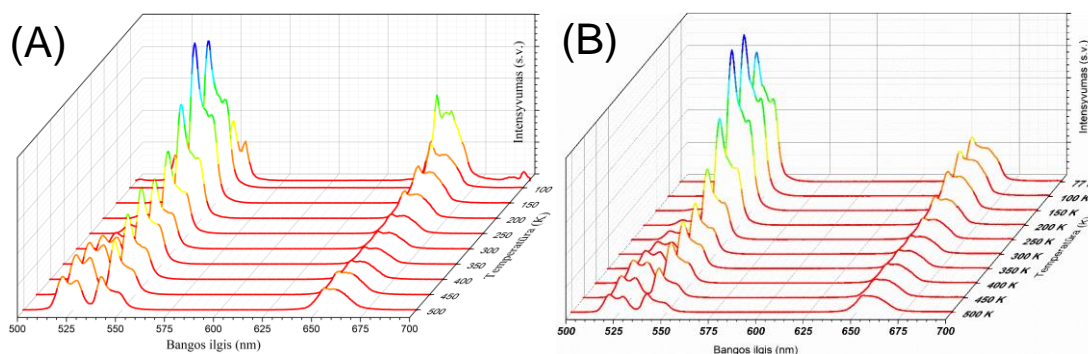 (A)
Intensyvumas (s.v.)
100
150
200
250
300
350
400
450
500
Temperatūra (K)
500 525 550 575 600 625 650 675 700
Bangos ilgis (nm)
(B)
Intensyvumas (s.v.)
77 K
100 K
150 K
200 K
250 K
300 K
350 K
400 K
450 K
500 K
Temperatūra (K)
500 525 550 575 600 625 650 675 700
Bangos ilgis (nm)